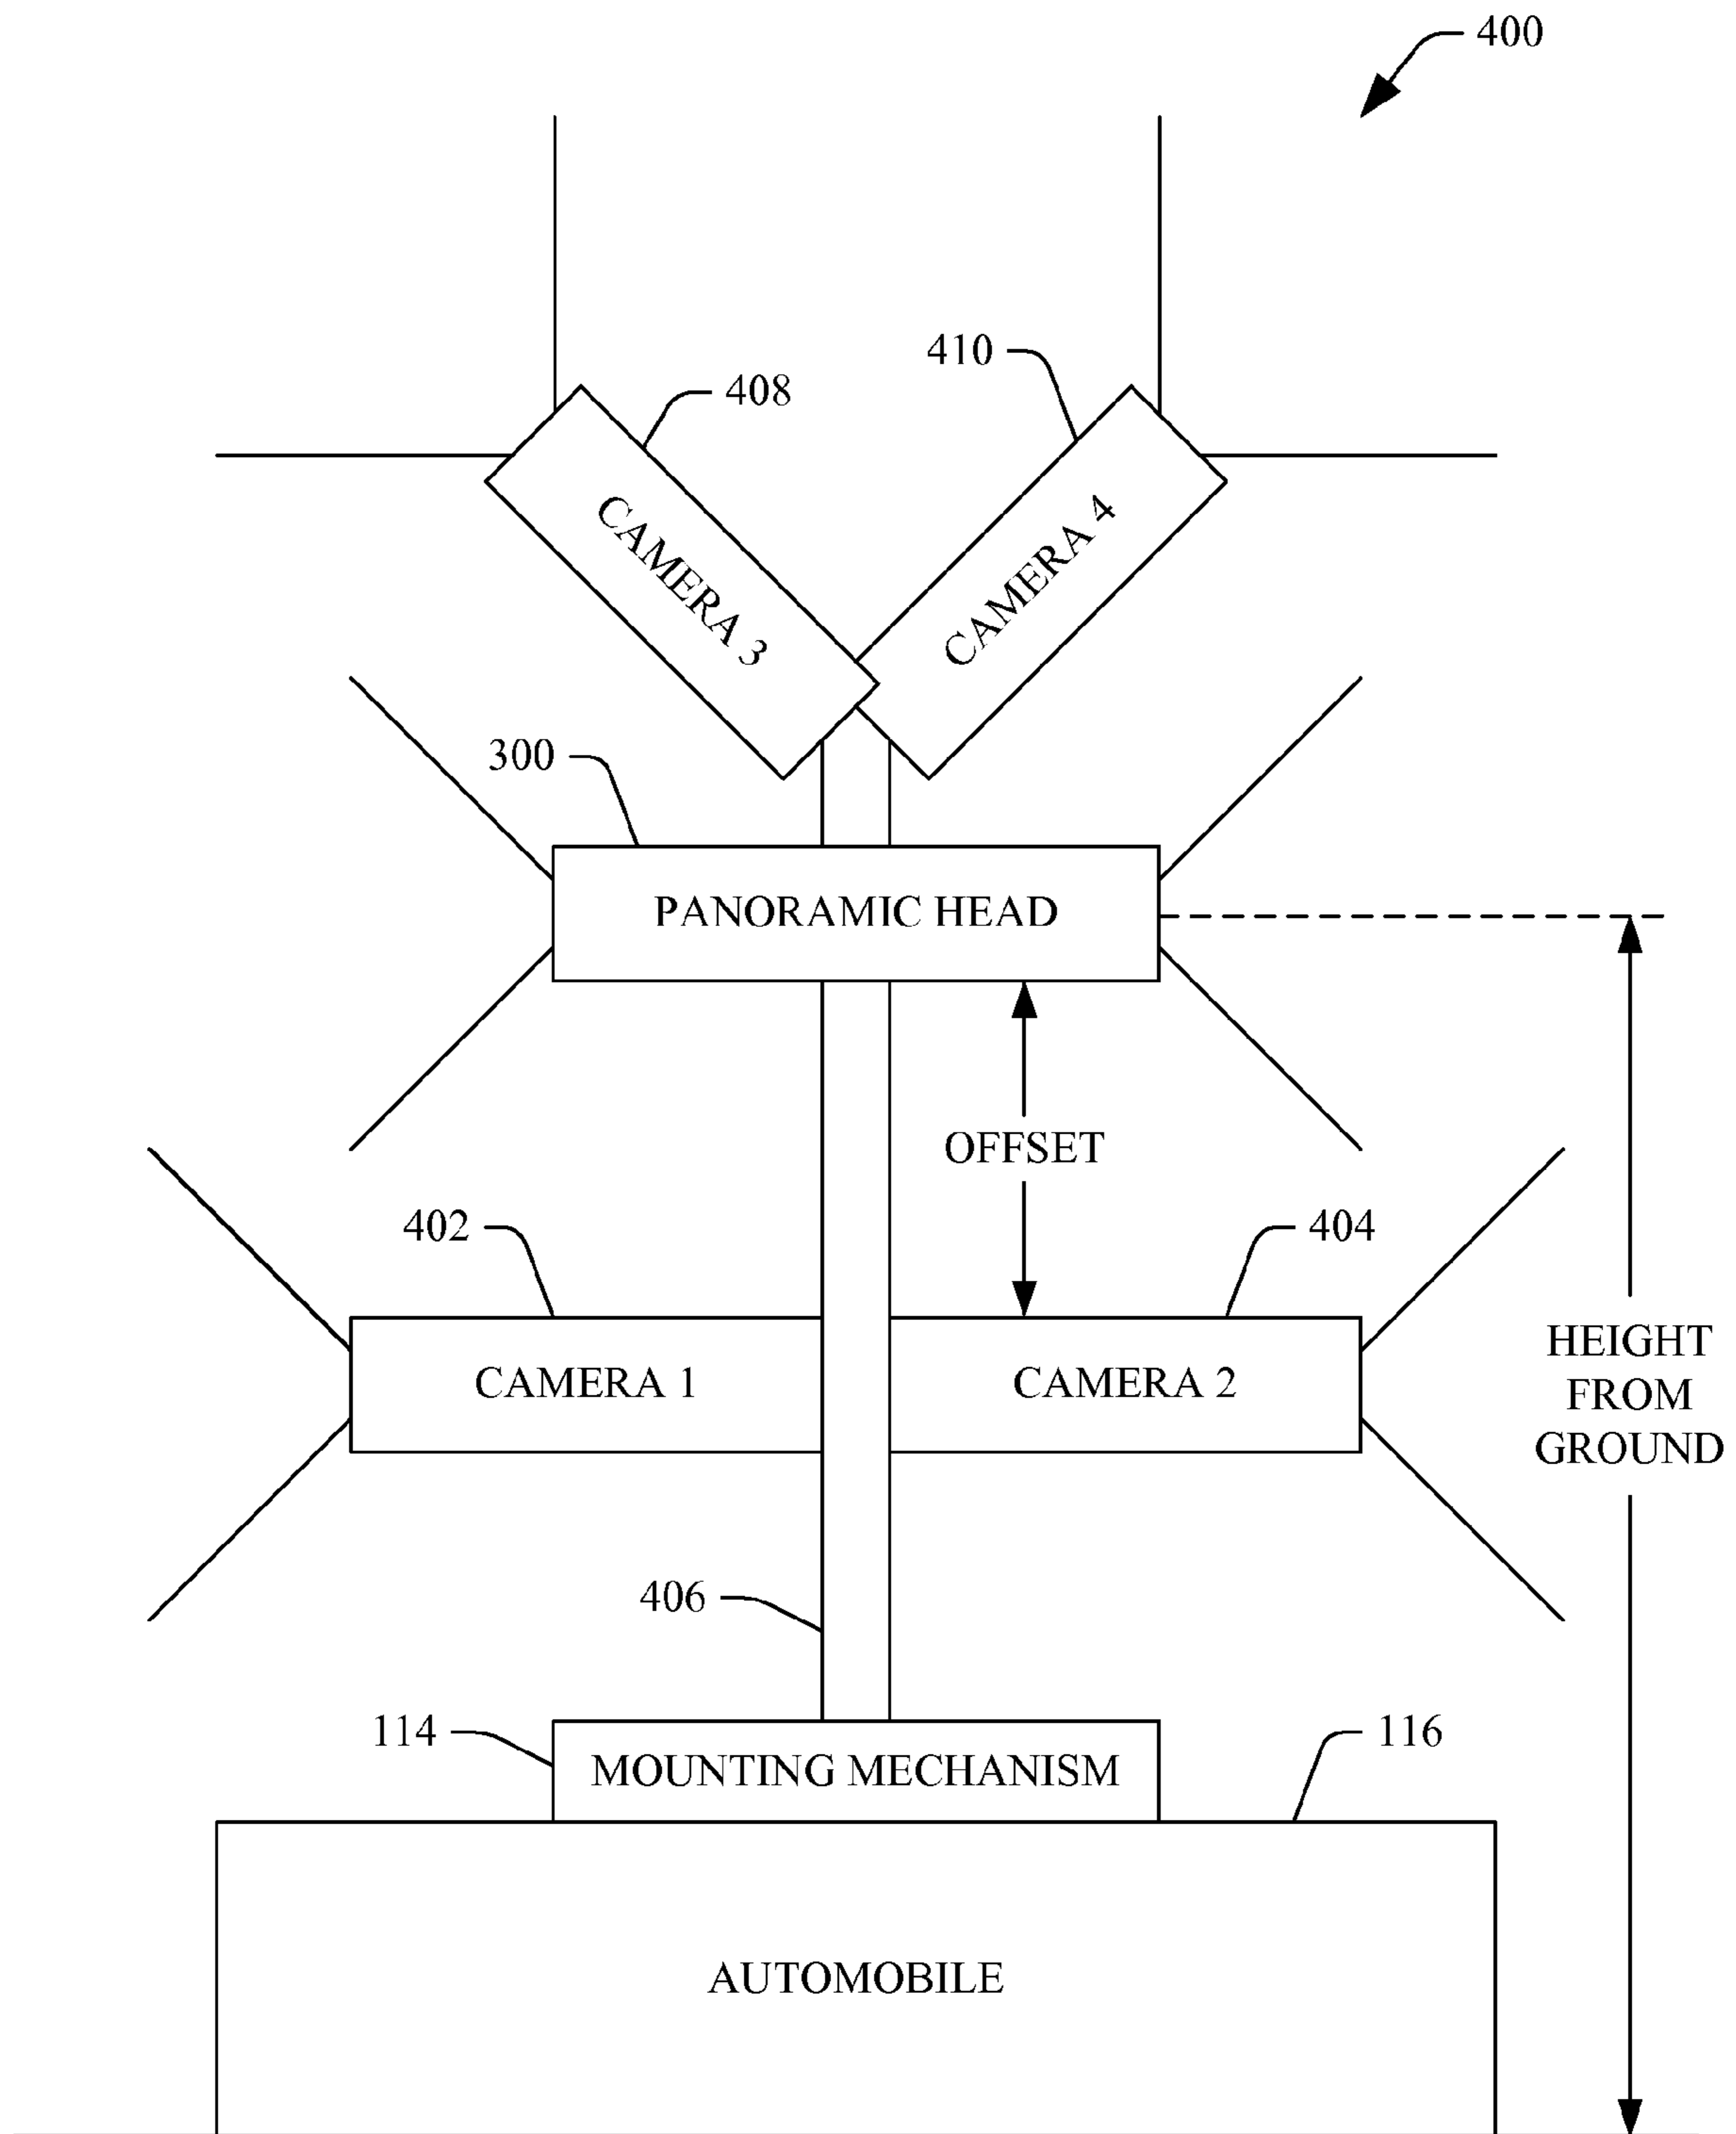 400
410
408
CAMERA 3
CAMERA 4
300
PANORAMIC HEAD
OFFSET
402
404
HEIGHT
FROM
GROUND
CAMERA 1
CAMERA 2
406
114
116
MOUNTING MECHANISM
AUTOMOBILE